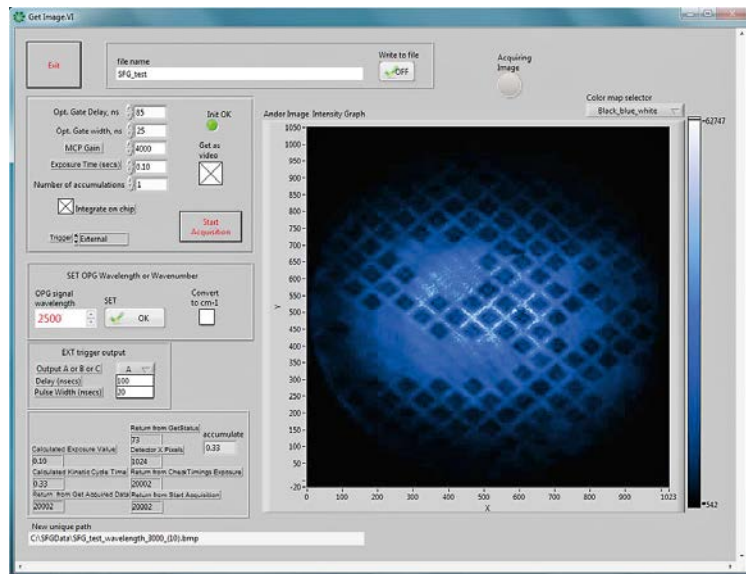 Get Image.VI
Exit
file name
SFG_test
Write to file
OFF
Acquiring
Image
Color map selector
Black_blue_white
Opt. Gate Delay, ns 85
Opt. Gate width, ns 25
MCP Gain 4000
Exposure Time (secs) 0.10
Number of accumulations 1
Init OK
Get as
video
Integrate on chip
Trigger External
Start
Acquisition
SET OPG Wavelength or Wavenumber
OPG signal
wavelength
2500
SET
OK
Convert
to cm-1
EXT trigger output
Output A or B or C A
Delay (nsecs) 100
Pulse Width (nsecs) 20
Return from GetStatus
73
accumulate
0.33
Calculated Exposure Value
0.10
Detector X Pixels
1024
Calculated Kinetic Cycle Time
0.33
Return from CheckTimings Exposure
20002
Return from Get Acquired Data
20002
Return from Start Acquisition
20002
New unique path
C:\SFGData\SFG_test_wavelength_3000_(10).bmp
Andor Image Intensity Graph
1050
1000
950
900
850
800
750
700
650
600
550
500
450
400
350
300
250
200
150
100
50
-20
Y
0 100 200 300 400 500 600 700 800 900 1023
X
62747
542